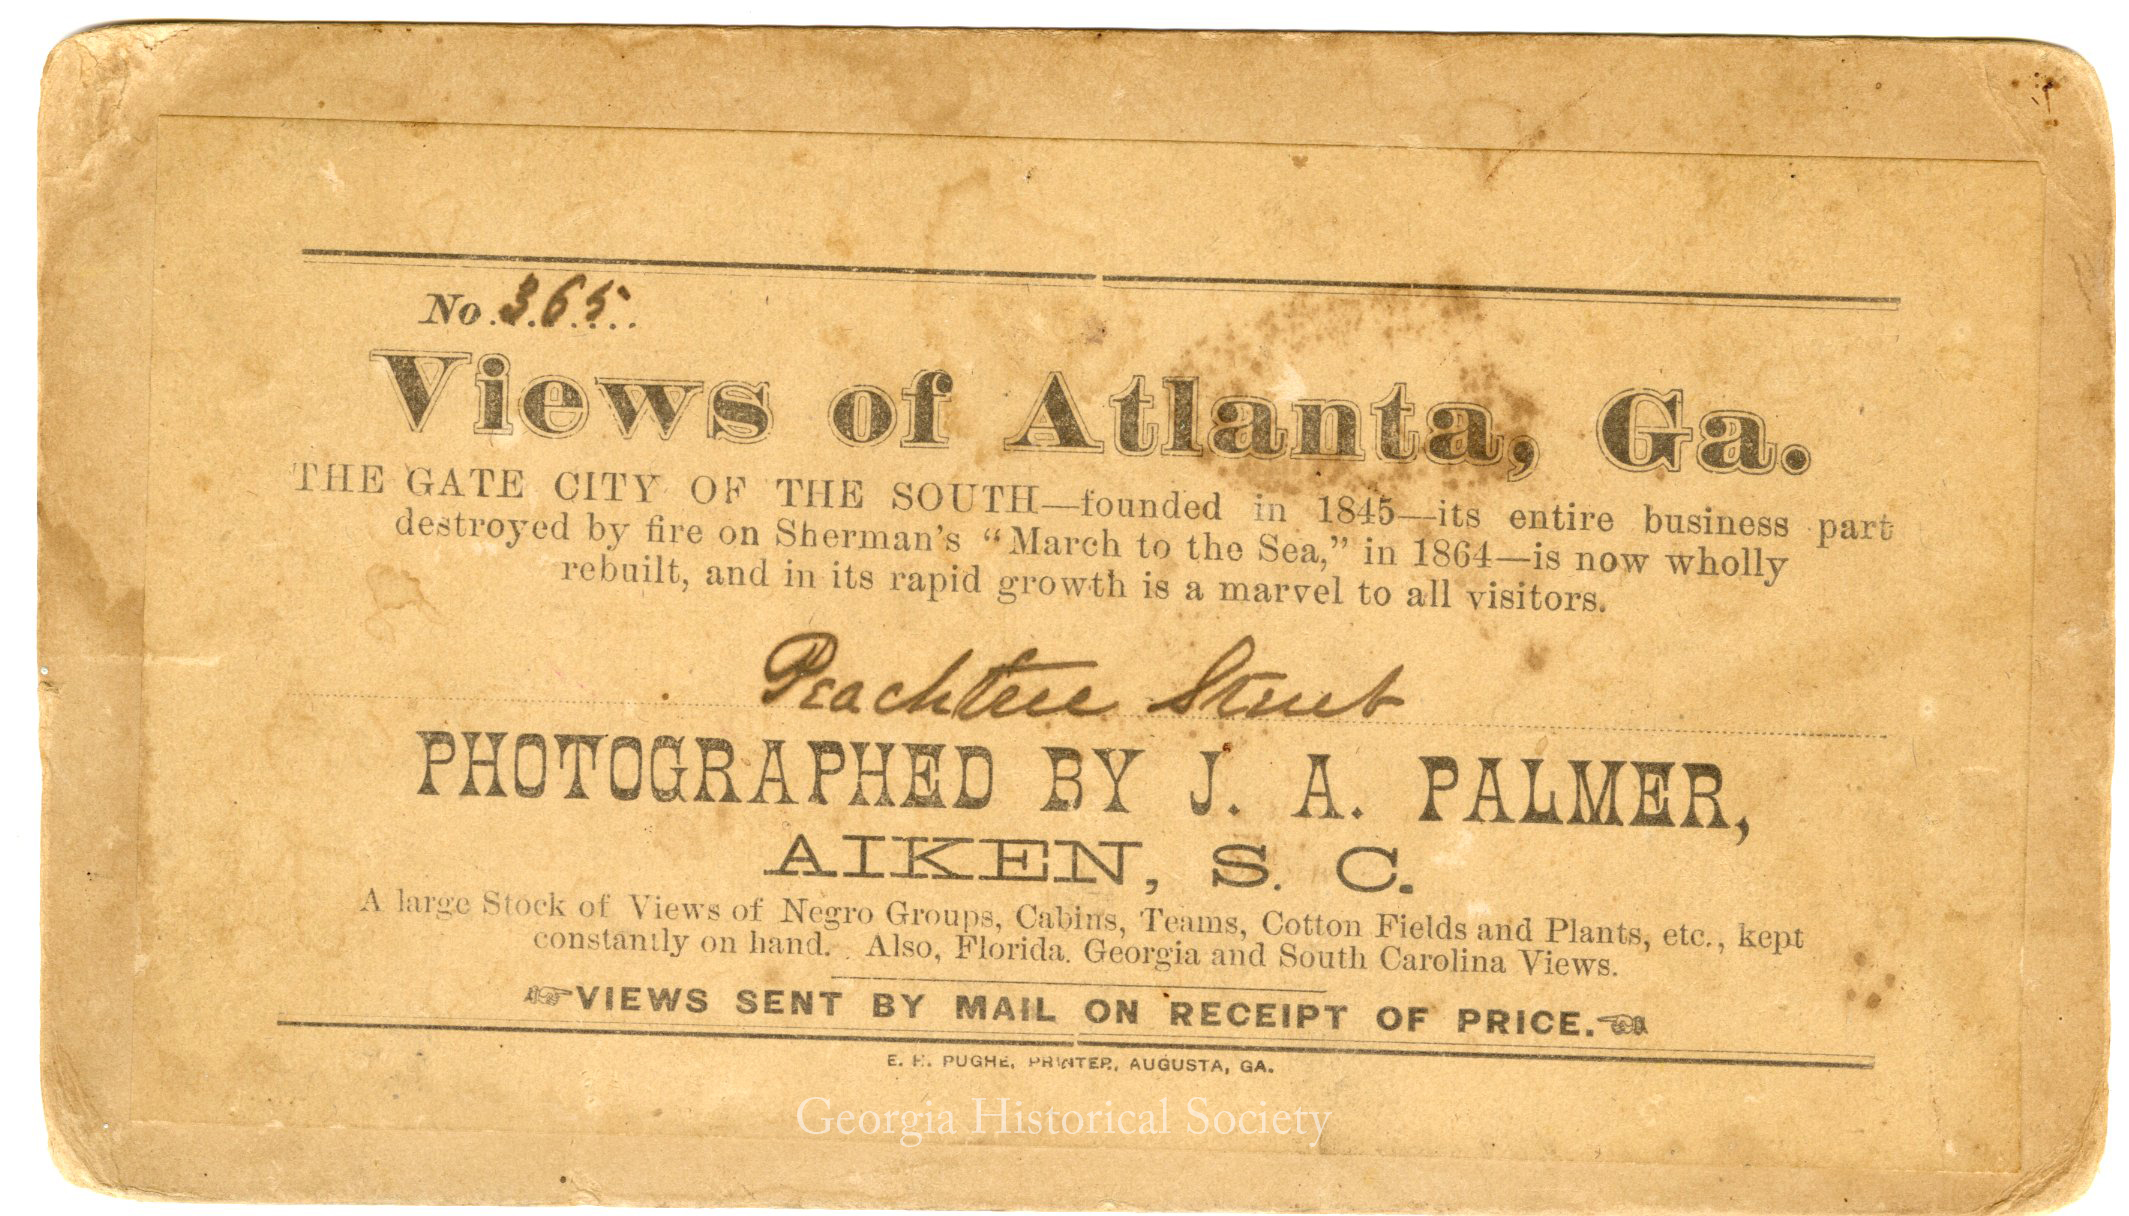 No. 365
Views of Atlanta, Ga.
THE GATE CITY OF THE SOUTH—founded in 1845—its entire business part
destroyed by fire on Sherman's "March to the Sea," in 1864—is now wholly
rebuilt, and in its rapid growth is a marvel to all visitors.
Peachtree Street
PHOTOGRAPHED BY J. A. PALMER,
AIKEN, S. C.
A large Stock of Views of Negro Groups, Cabins, Teams, Cotton Fields and Plants, etc., kept
constantly on hand. Also, Florida. Georgia and South Carolina Views.
VIEWS SENT BY MAIL ON RECEIPT OF PRICE.
E. H. PUGHE, PRINTER, AUGUSTA, GA.
Georgia Historical Society